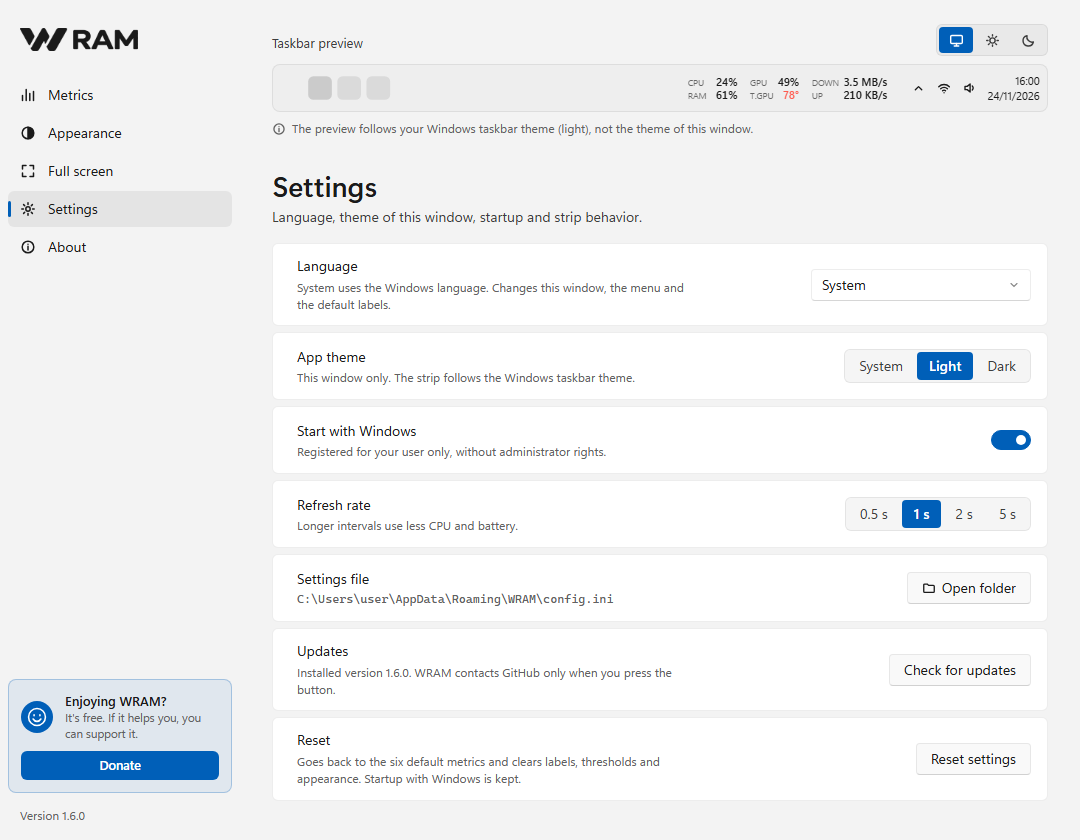 WRAM
Metrics
Appearance
Full screen
Settings
About
Enjoying WRAM?
It's free. If it helps you, you
can support it.
Donate
Version 1.6.0
Taskbar preview
CPU 24% GPU 49% DOWN 3.5 MB/s
RAM 61% T.GPU 78° UP 210 KB/s
16:00
24/11/2026
The preview follows your Windows taskbar theme (light), not the theme of this window.
Settings
Language, theme of this window, startup and strip behavior.
Language
System uses the Windows language. Changes this window, the menu and
the default labels.
System
App theme
This window only. The strip follows the Windows taskbar theme.
System Light Dark
Start with Windows
Registered for your user only, without administrator rights.
Refresh rate
Longer intervals use less CPU and battery.
0.5 s 1 s 2 s 5 s
Settings file
C:\Users\user\AppData\Roaming\WRAM\config.ini
Open folder
Updates
Installed version 1.6.0. WRAM contacts GitHub only when you press the
button.
Check for updates
Reset
Goes back to the six default metrics and clears labels, thresholds and
appearance. Startup with Windows is kept.
Reset settings